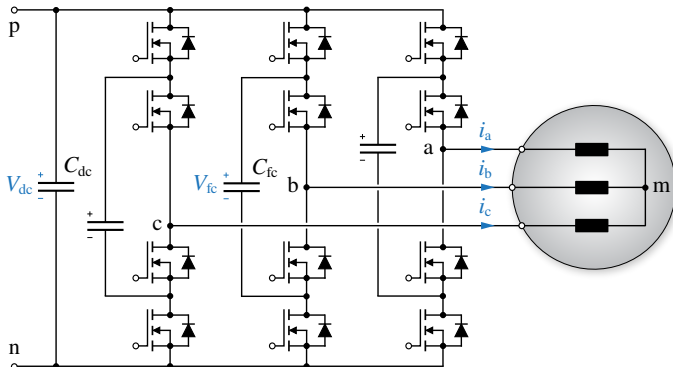 p
+
V_dc
−
C_dc
+
−
c
+
V_fc
−
C_fc
b
+
−
a
i_a
i_b
i_c
m
n